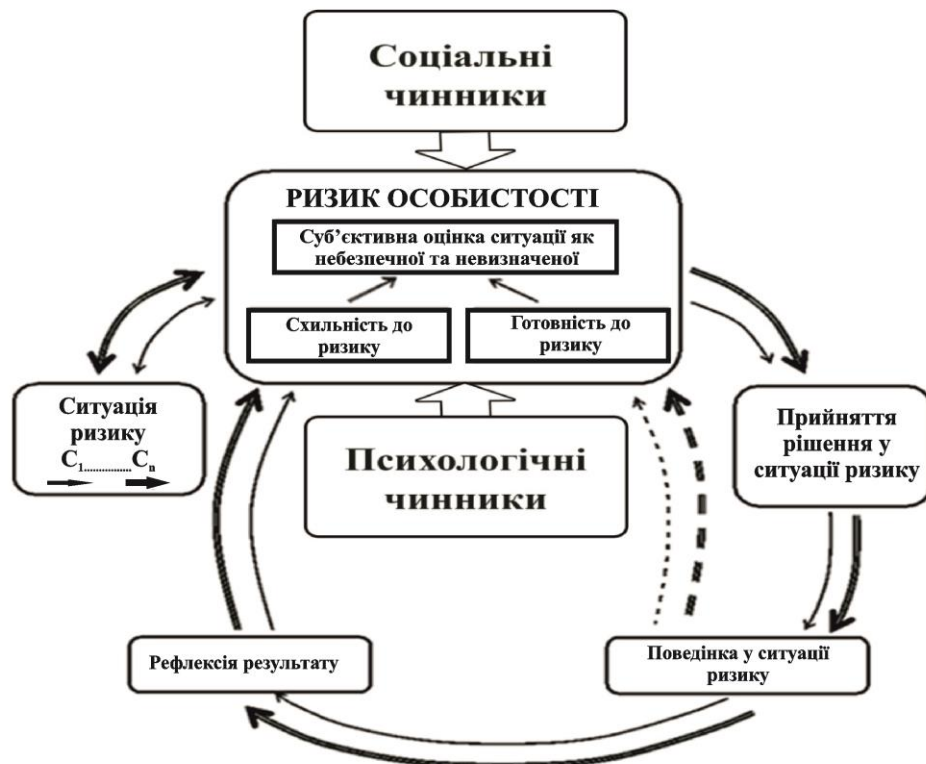 Соціальні
чинники
РИЗИК ОСОБИСТОСТІ
Суб’єктивна оцінка ситуації як
небезпечної та невизначеної
Схильність до
ризику
Готовність до
ризику
Ситуація
ризику
C₁...............Cₙ
Психологічні
чинники
Прийняття
рішення у
ситуації ризику
Рефлексія результату
Поведінка у ситуації
ризику